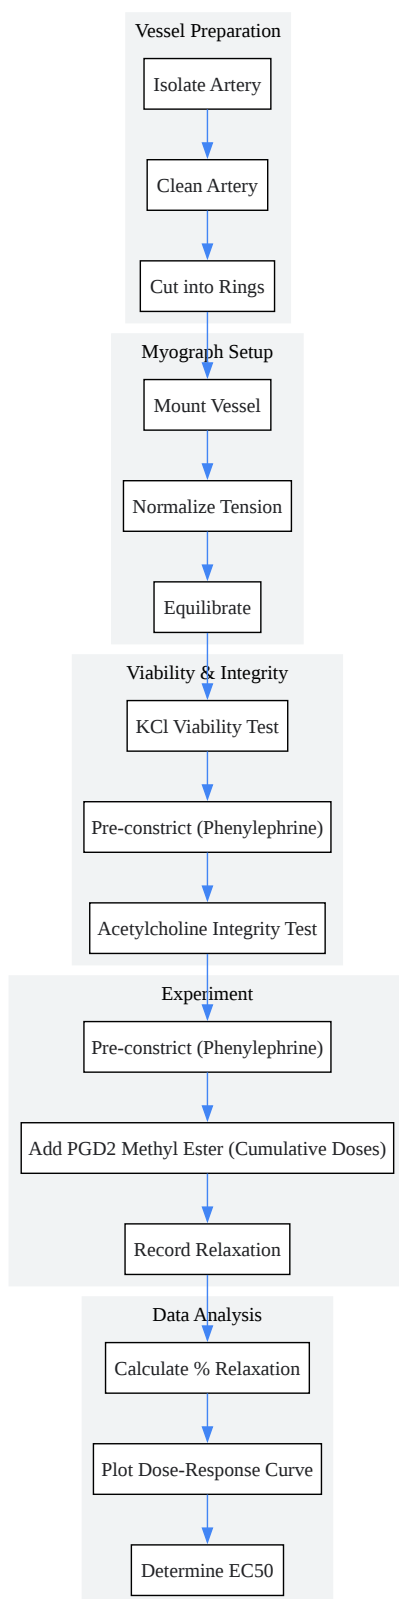 Vessel Preparation
Isolate Artery
Clean Artery
Cut into Rings
Myograph Setup
Mount Vessel
Normalize Tension
Equilibrate
Viability & Integrity
KCl Viability Test
Pre-constrict (Phenylephrine)
Acetylcholine Integrity Test
Experiment
Pre-constrict (Phenylephrine)
Add PGD2 Methyl Ester (Cumulative Doses)
Record Relaxation
Data Analysis
Calculate % Relaxation
Plot Dose-Response Curve
Determine EC50